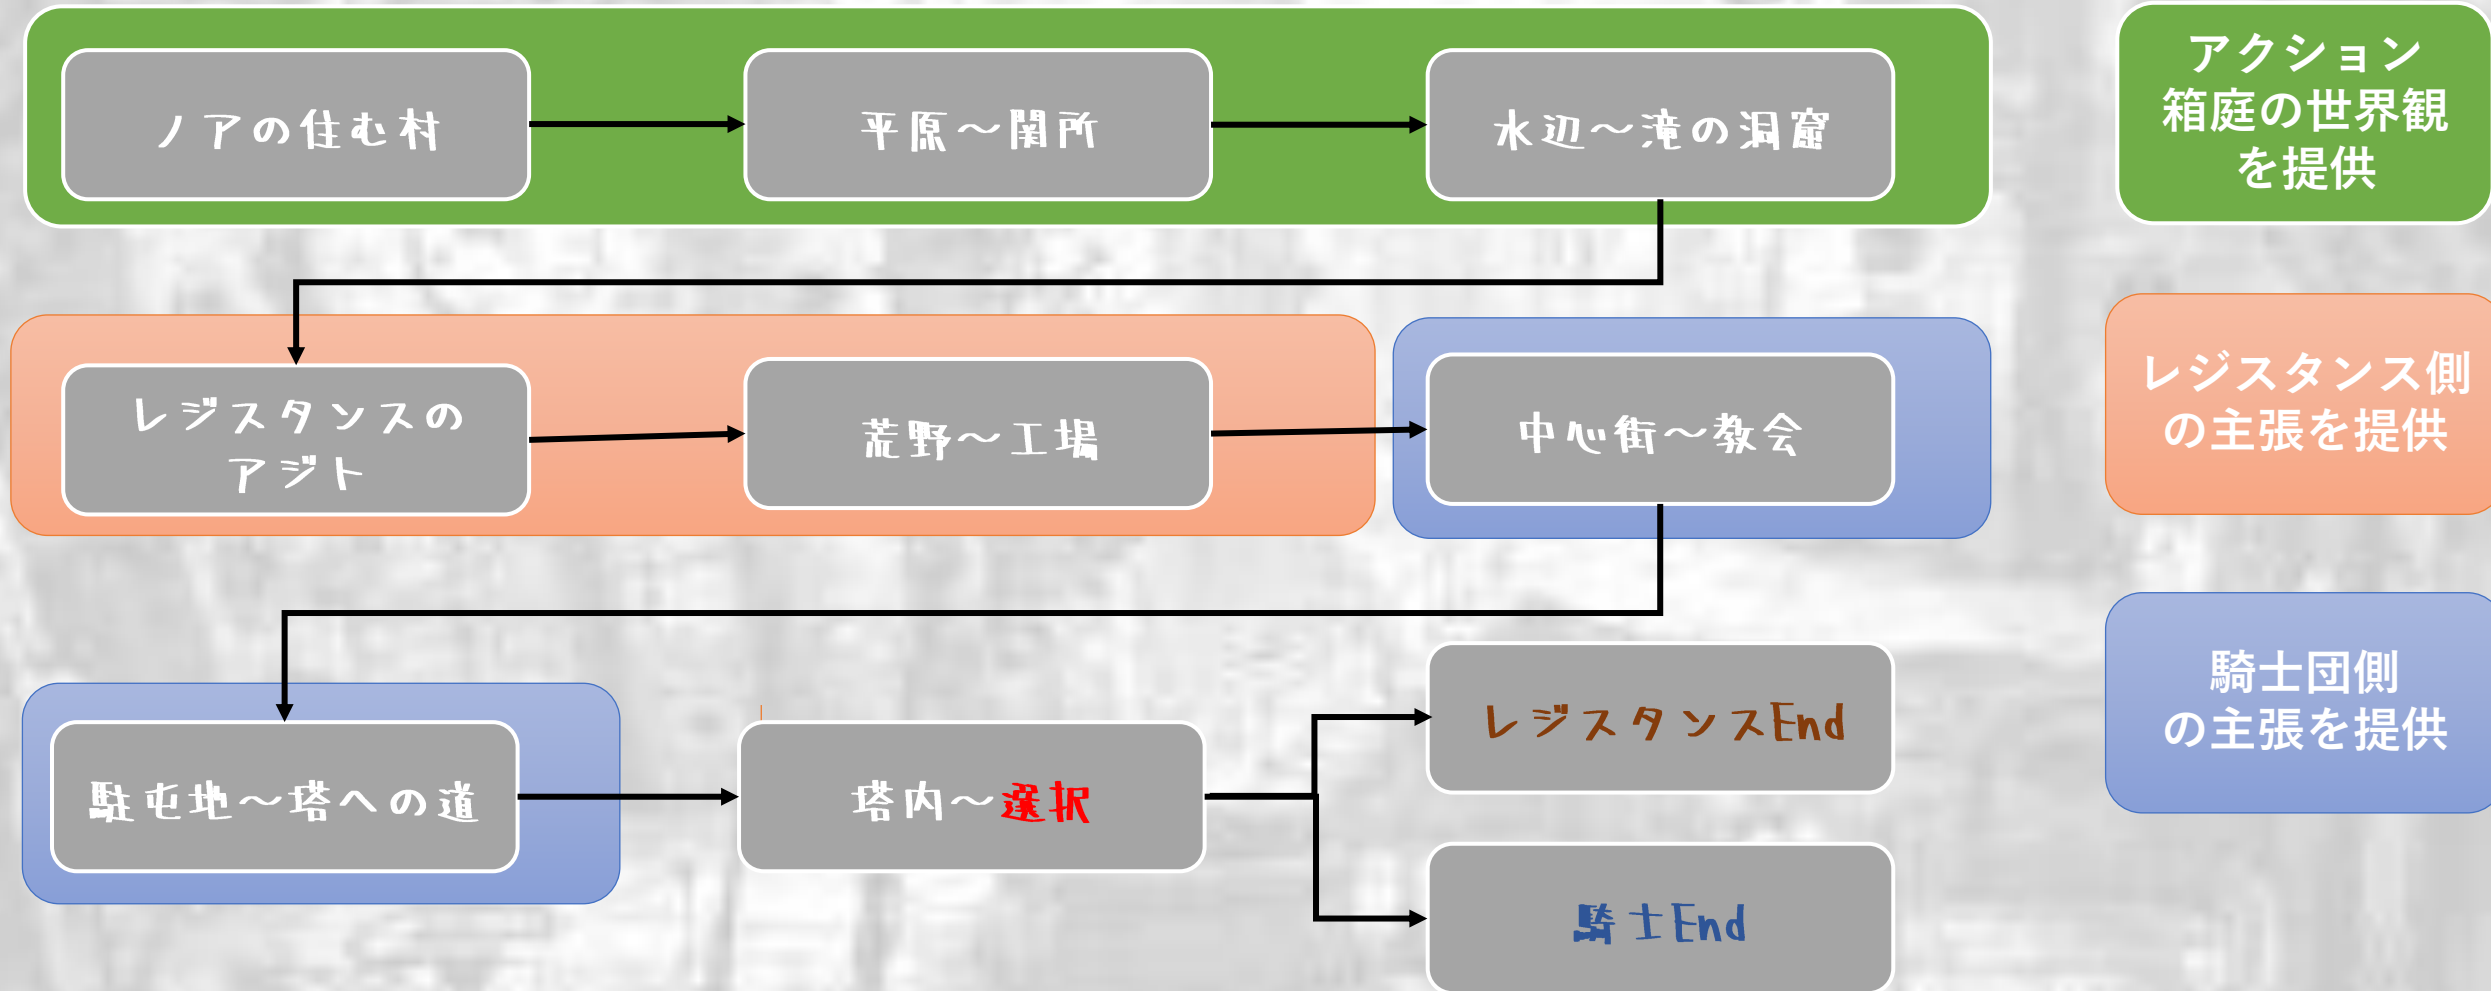 ノアの住む村
平原～関所
水辺～滝の洞窟
アクション
箱庭の世界観
を提供
レジスタンスの
アジト
荒野～工場
中心街～教会
レジスタンス側
の主張を提供
駐屯地～塔への道
塔内～選択
レジスタンスEnd
騎士End
騎士団側
の主張を提供